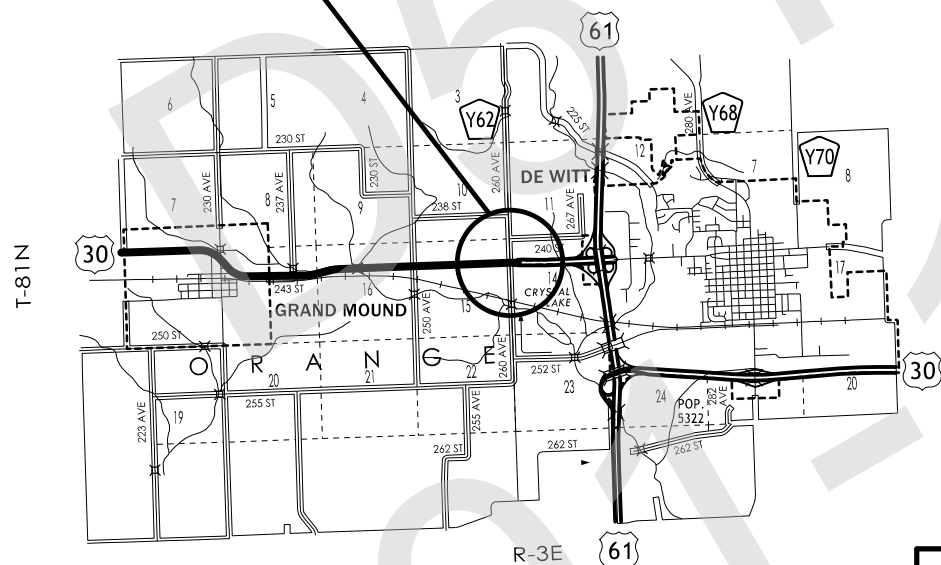 61
6
5
4
3
Y62
225 ST
280 AVE
Y68
12
7
Y70
8
230 ST
230 ST
260 AVE
10
DE WITT
11
267 AVE
7
230 AVE
8
237 AVE
9
238 ST
240 S
30
243 ST
16
14
17
CRYSTAL
LAKE
GRAND MOUND
250 AVE
15
T-81N
250 ST
ORANGE
20
21
22
260 AVE
252 ST
23
24
20
30
223 AVE
19
255 ST
255 AVE
POP.
5322
282
AVE
262 ST
262 ST
262 ST
R-3E
61